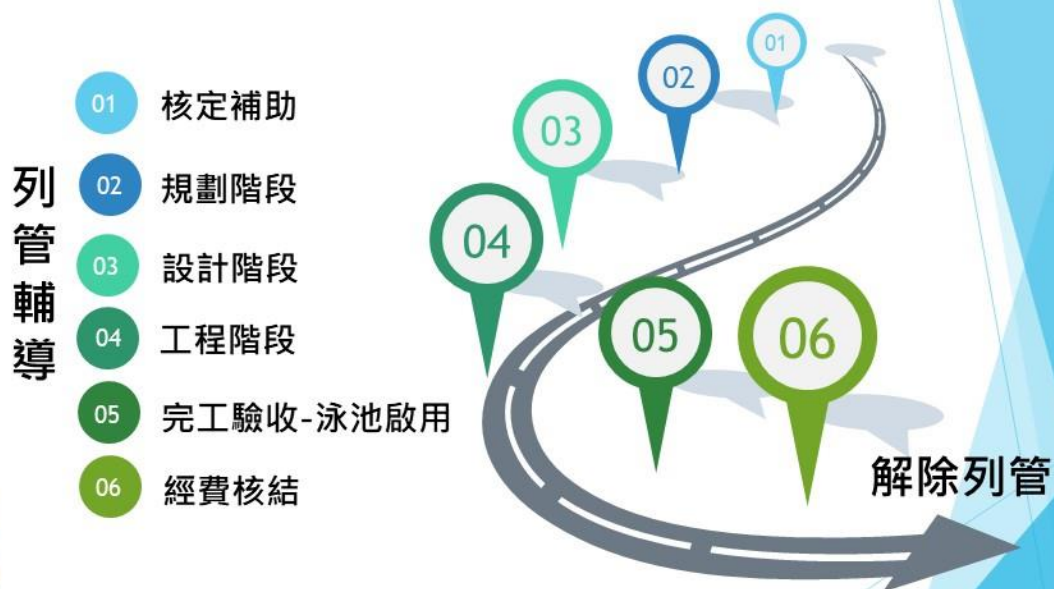 列管輔導
01 核定補助
02 規劃階段
03 設計階段
04 工程階段
05 完工驗收-泳池啟用
06 經費核結
01
02
03
04
05
06
解除列管